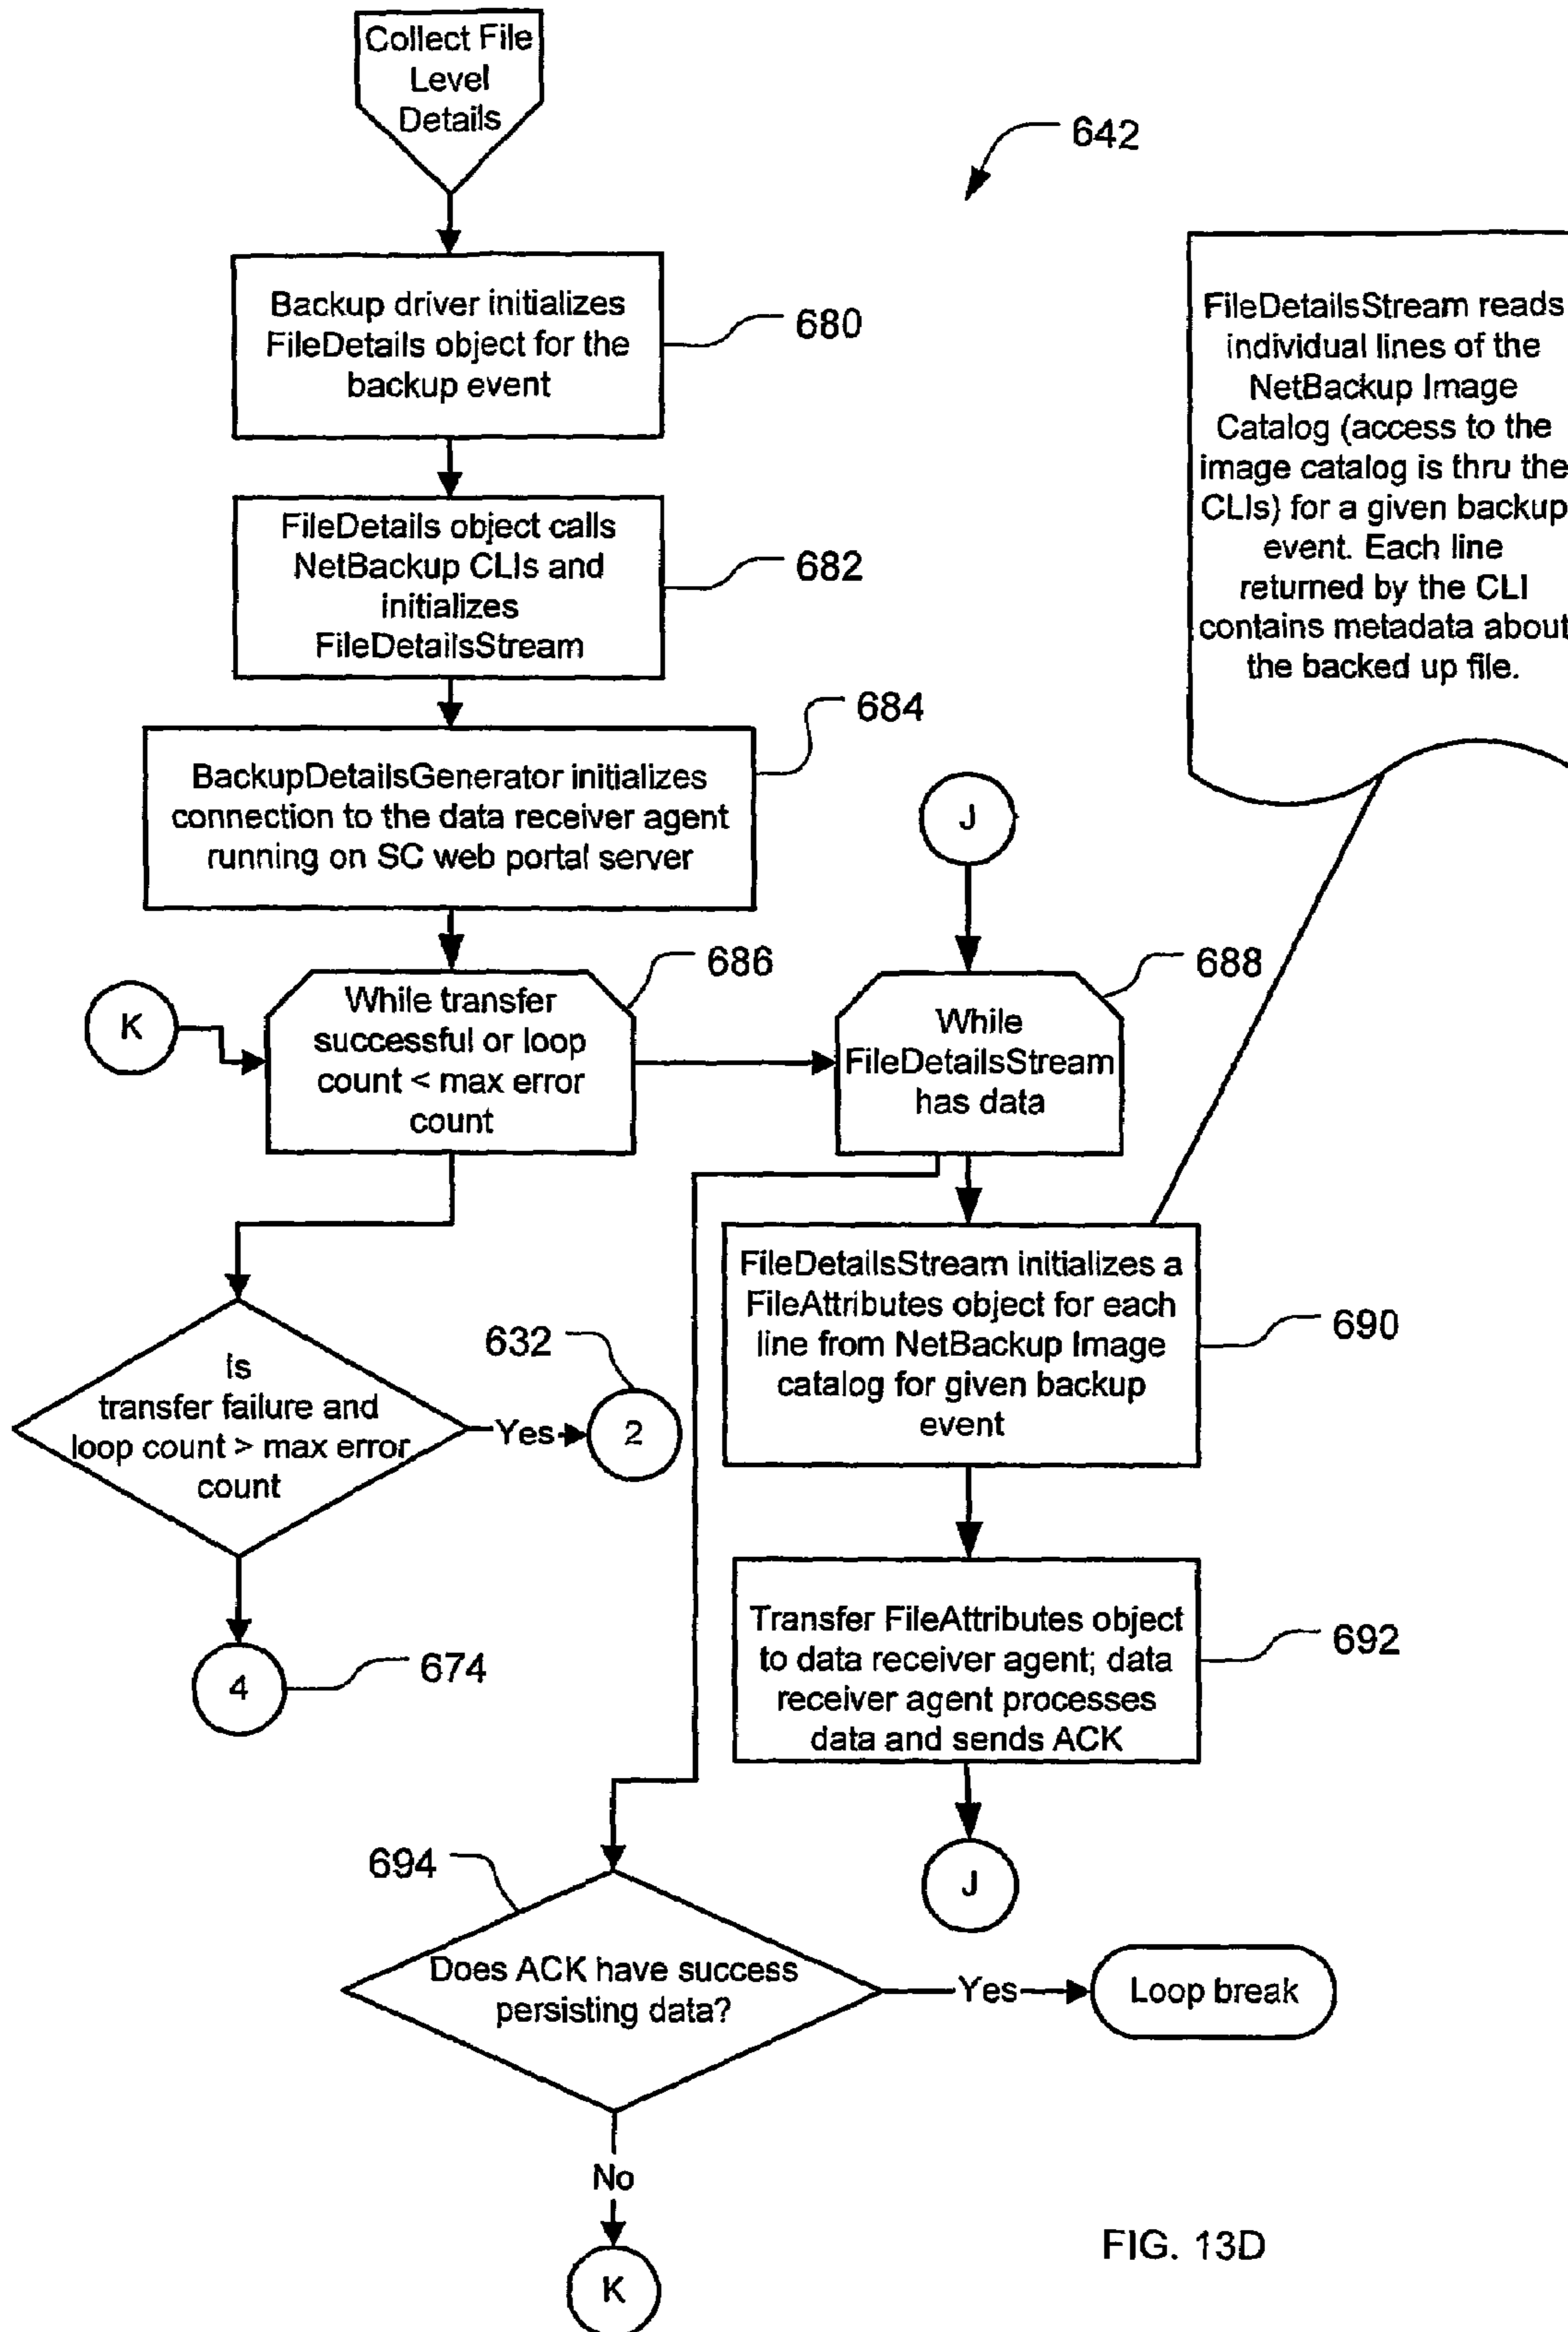 Collect File
Level
Details
642
Backup driver initializes
FileDetails object for the
backup event
680
FileDetails object calls
NetBackup CLIs and
initializes
FileDetailsStream
682
FileDetailsStream reads
individual lines of the
NetBackup Image
Catalog (access to the
image catalog is thru the
CLIs) for a given backup
event. Each line
returned by the CLI
contains metadata about
the backed up file.
BackupDetailsGenerator initializes
connection to the data receiver agent
running on SC web portal server
684
J
K
While transfer
successful or loop
count < max error
count
686
While
FileDetailsStream
has data
688
Is
transfer failure and
loop count > max error
count
Yes
632
2
4
674
FileDetailsStream initializes a
FileAttributes object for each
line from NetBackup Image
catalog for given backup
event
690
Transfer FileAttributes object
to data receiver agent; data
receiver agent processes
data and sends ACK
692
J
694
Does ACK have success
persisting data?
Yes
Loop break
No
K
FIG. 13D